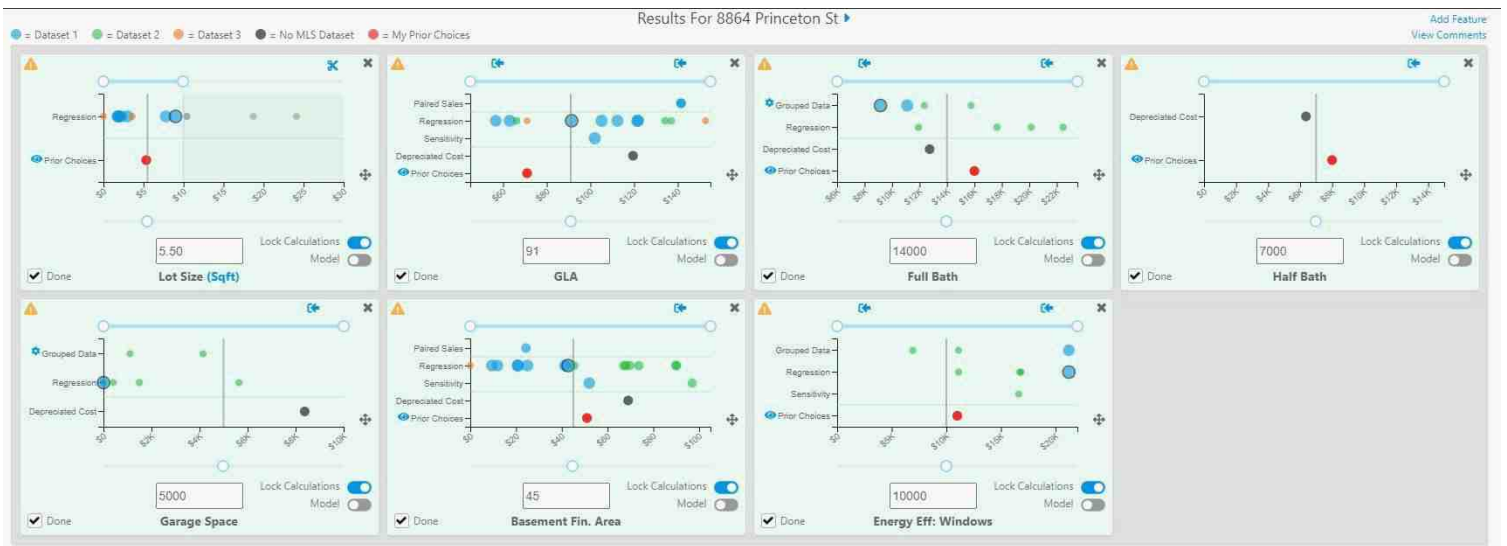 Results For 8864 Princeton St
Add Feature
= Dataset 1 = Dataset 2 = Dataset 3 = No MLS Dataset = My Prior Choices
View Comments
Regression
Prior Choices
$0 $5 $10 $15 $20 $25 $30
5.50
Lock Calculations
Model
Done
Lot Size (Sqft)
Paired Sales
Regression
Sensitivity
Depreciated Cost
Prior Choices
$60 $80 $100 $120 $140
91
Lock Calculations
Model
Done
GLA
Grouped Data
Regression
Depreciated Cost
Prior Choices
$6K $8K $10K $12K $14K $16K $18K $20K $22K
14000
Lock Calculations
Model
Done
Full Bath
Depreciated Cost
Prior Choices
$0 $2K $4K $6K $8K $10K $12K $14K
7000
Lock Calculations
Model
Done
Half Bath
Grouped Data
Regression
Depreciated Cost
$0 $2K $4K $6K $8K $10K
5000
Lock Calculations
Model
Done
Garage Space
Paired Sales
Regression
Sensitivity
Depreciated Cost
Prior Choices
$0 $20 $40 $60 $80 $100
45
Lock Calculations
Model
Done
Basement Fin. Area
Grouped Data
Regression
Sensitivity
Prior Choices
$0 $5K $10K $15K $20K
10000
Lock Calculations
Model
Done
Energy Eff: Windows